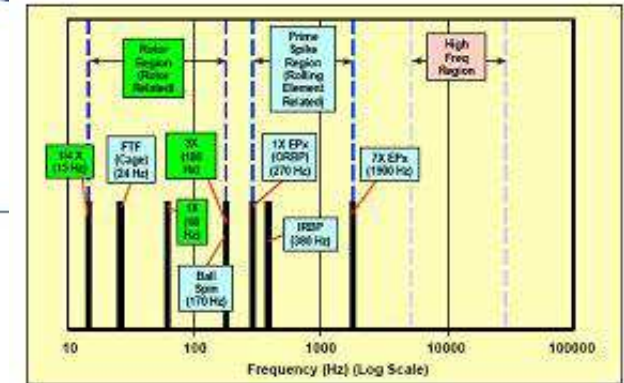 Rotor
Region
(Rotor
Related)
Prime
Spike
Region
(Rolling
Element
Related)
High
Freq
Region
1/4 X
(15 Hz)
FTF
(Cage)
(24 Hz)
3X
(180
Hz)
1X
(60
Hz)
1X EPx
(ORBP)
(270 Hz)
7X EPx
(1900 Hz)
IRBP
(380 Hz)
Ball
Spin
(170 Hz)
10
100
1000
10000
100000
Frequency (Hz) (Log Scale)